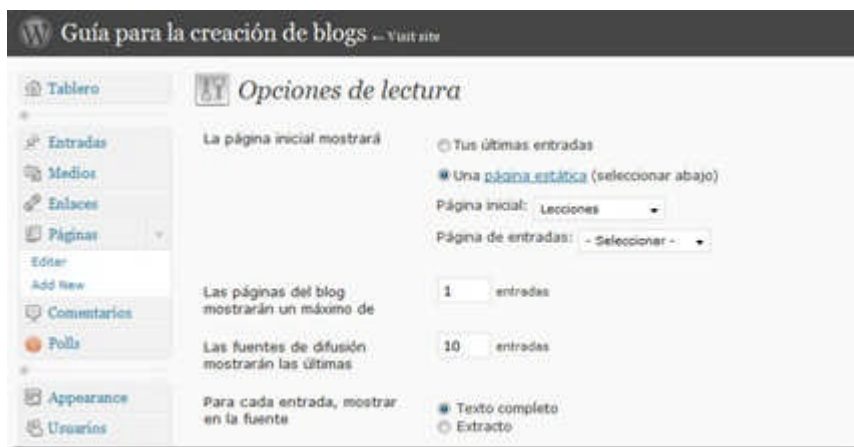 Guía para la creación de blogs ← Visit site
Tablero
Entradas
Medios
Enlaces
Páginas
Editer
Add New
Comentarios
Polls
Appearance
Usuarios
Opciones de lectura
La página inicial mostrará
Tus últimas entradas
Una página estática (seleccionar abajo)
Página inicial: Lecciones
Página de entradas: - Seleccionar -
Las páginas del blog
mostrarán un máximo de
1 entradas
Las fuentes de difusión
mostrarán las últimas
10 entradas
Para cada entrada, mostrar
en la fuente
Texto completo
Extracto